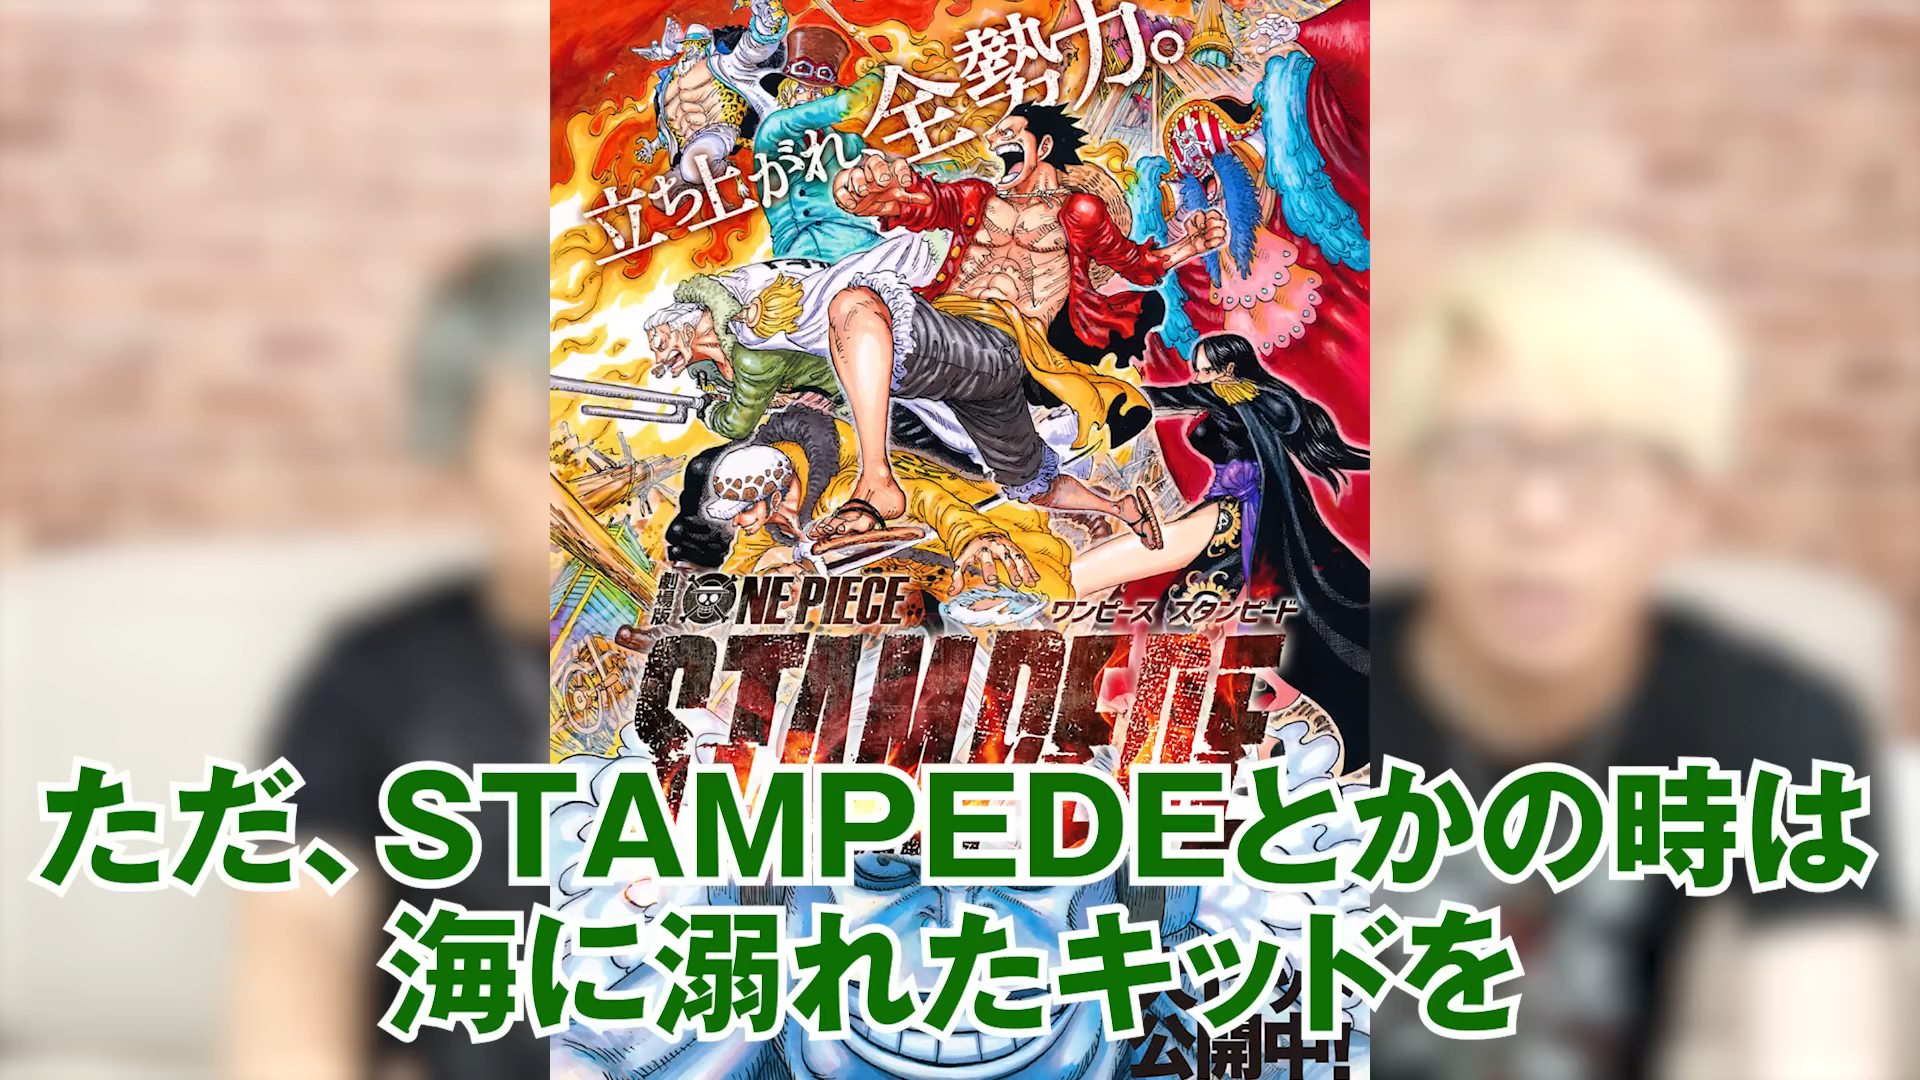 立ち上がれ、全勢力。
劇場版 ONE PIECE
ワンピース スタンピード
STAMPEDE
ただ、STAMPEDEとかの時は
海に溺れたキッドを
公開中!